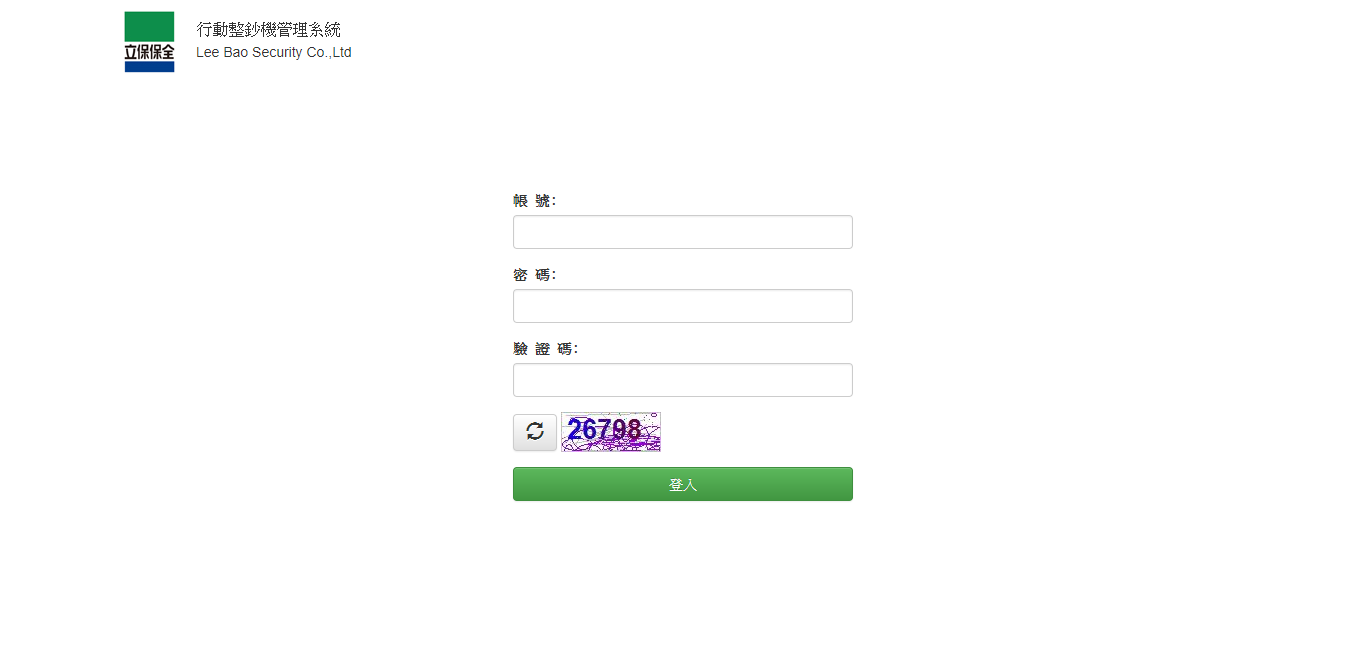 立保保全
行動整鈔機管理系統
Lee Bao Security Co.,Ltd
帳 號:
密 碼:
驗 證 碼:
26798
登入